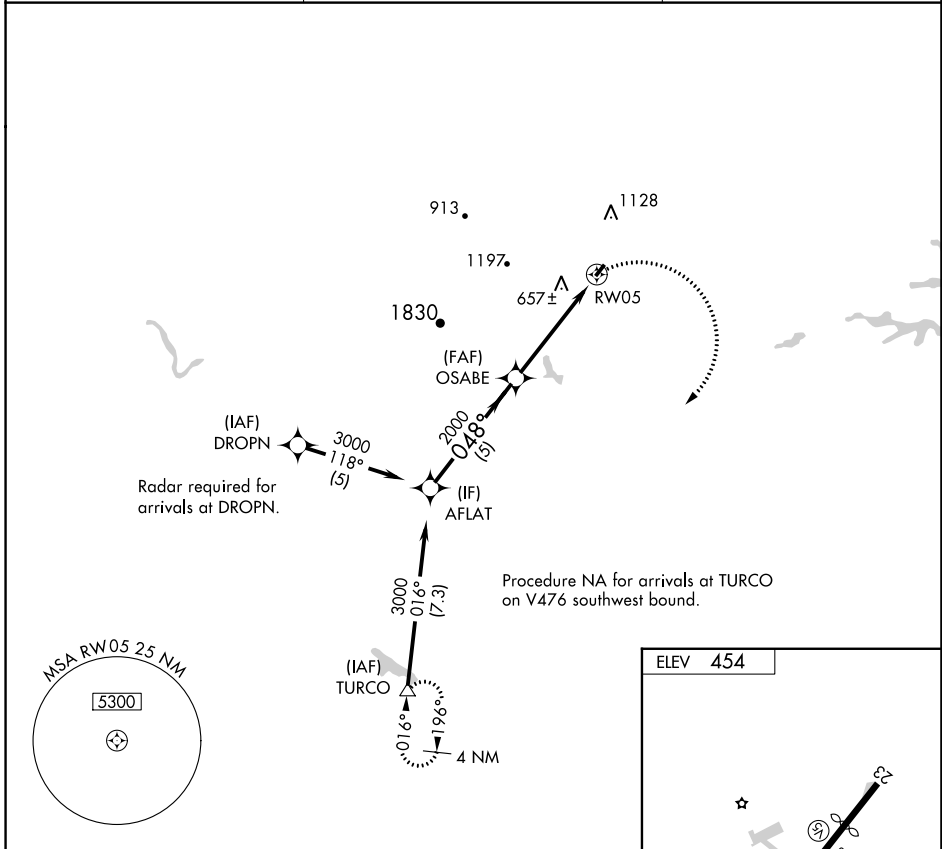 913
1128
1197
657±
RW05
1830
(FAF)
OSABE
(IAF)
DROPN
3000
118°
(5)
2000
048°
(5)
Radar required for
arrivals at DROPN.
(IF)
AFLAT
3000
016°
(7.3)
Procedure NA for arrivals at TURCO
on V476 southwest bound.
MSA RW05 25 NM
5300
(IAF)
TURCO
016°
196°
4 NM
ELEV 454
23